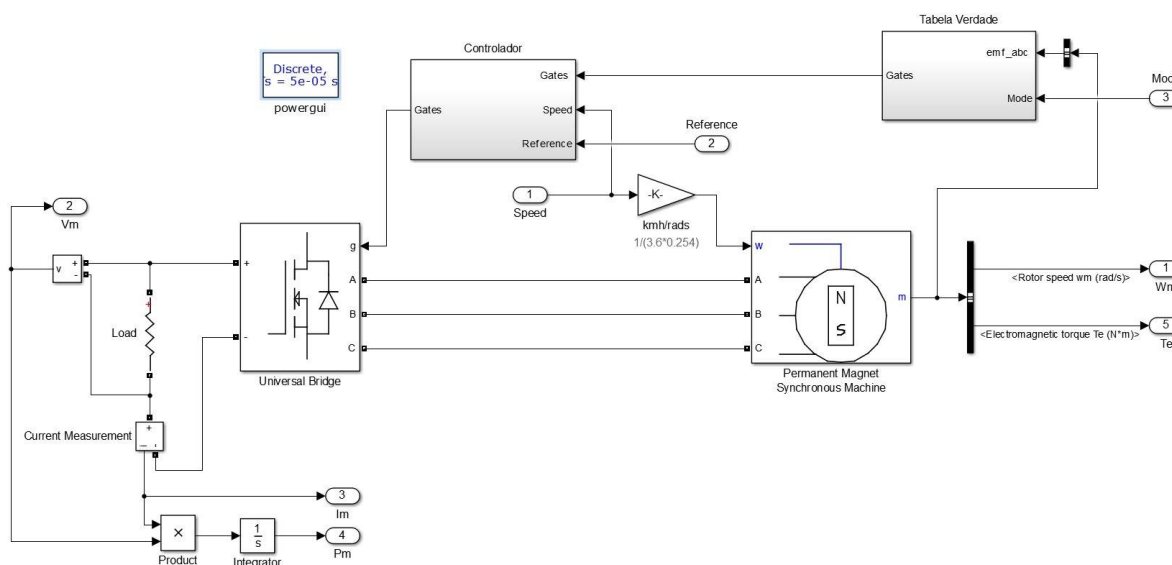 Tabela Verdade
Controlador
Discrete,
s = 5e-05 s
powergui
Gates
Speed
Reference
Gates
emf_abc
Gates
Mode
3
Reference
2
1
Speed
-K-
kmh/rads
1/(3.6*0.254)
2
Vm
v
+
-
Load
+
+
-
g
A
B
C
Universal Bridge
w
A
B
C
N
S
m
Permanent Magnet
Synchronous Machine
<Rotor speed wm (rad/s)>
1
Wm
<Electromagnetic torque Te (N*m)>
5
Te
Current Measurement
+
-
i
3
Im
×
Product
1
s
Integrator
4
Pm